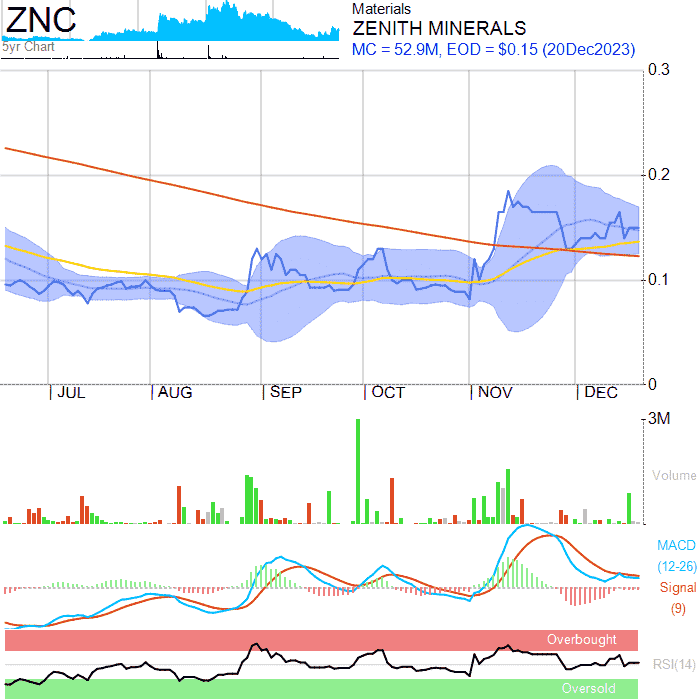 ZNC
5yr Chart
Materials
ZENITH MINERALS
MC = 52.9M, EOD = $0.15 (20Dec2023)
0.3
0.2
0.1
0
JUL
AUG
SEP
OCT
NOV
DEC
3M
Volume
MACD
(12-26)
Signal
(9)
Overbought
RSI(14)
Oversold